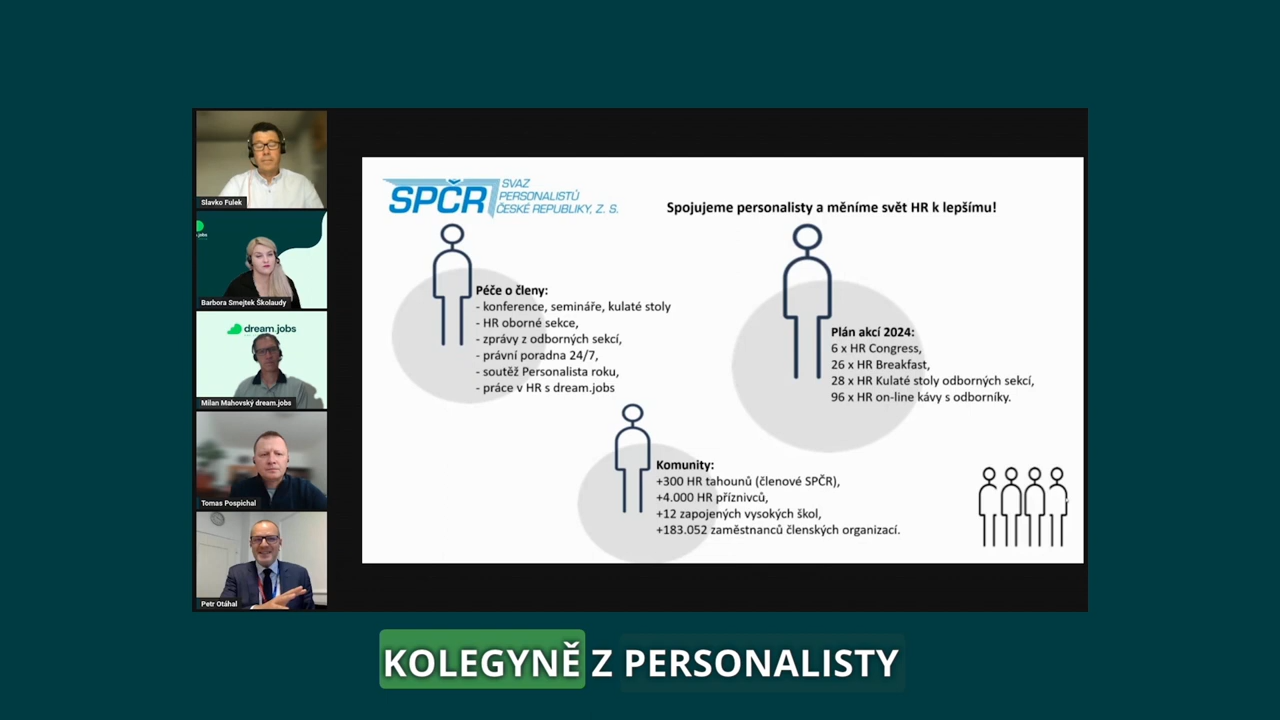 Slavko Fulek
.jobs
Barbora Smejtek Školaudy
dream.jobs
Milan Mahovský dream.jobs
Tomas Pospichal
Petr Otáhal
SPČR SVAZ
PERSONALISTŮ
ČESKÉ REPUBLIKY, Z. S.
Spojujeme personalisty a měníme svět HR k lepšímu!
Péče o členy:
- konference, semináře, kulaté stoly
- HR oborné sekce,
- zprávy z odborných sekcí,
- právní poradna 24/7,
- soutěž Personalista roku,
- práce v HR s dream.jobs
Plán akcí 2024:
6 x HR Congress,
26 x HR Breakfast,
28 x HR Kulaté stoly odborných sekcí,
96 x HR on-line kávy s odborníky.
Komunity:
+300 HR tahounů (členové SPČR),
+4.000 HR příznivců,
+12 zapojených vysokých škol,
+183.052 zaměstnanců členských organizací.
KOLEGYNĚ Z PERSONALISTY